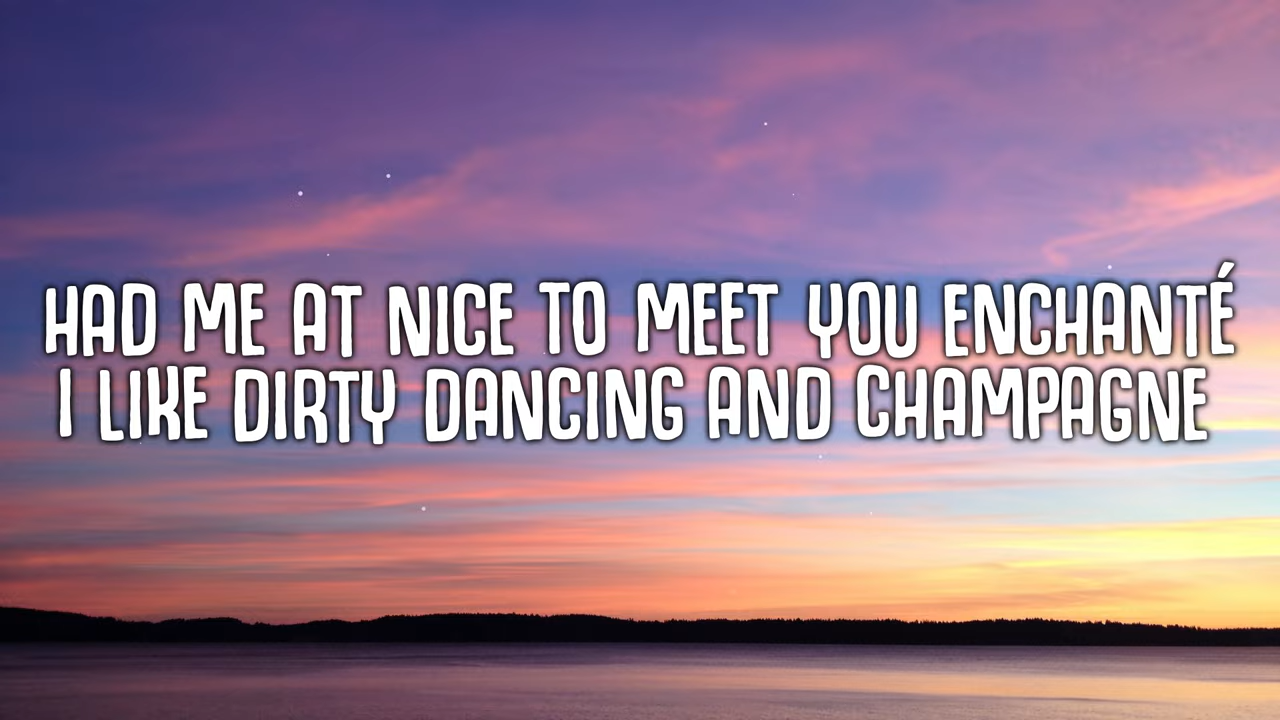 HAD ME AT NICE TO MEET YOU ENCHANTÉ
I LIKE DIRTY DANCING AND CHAMPAGNE